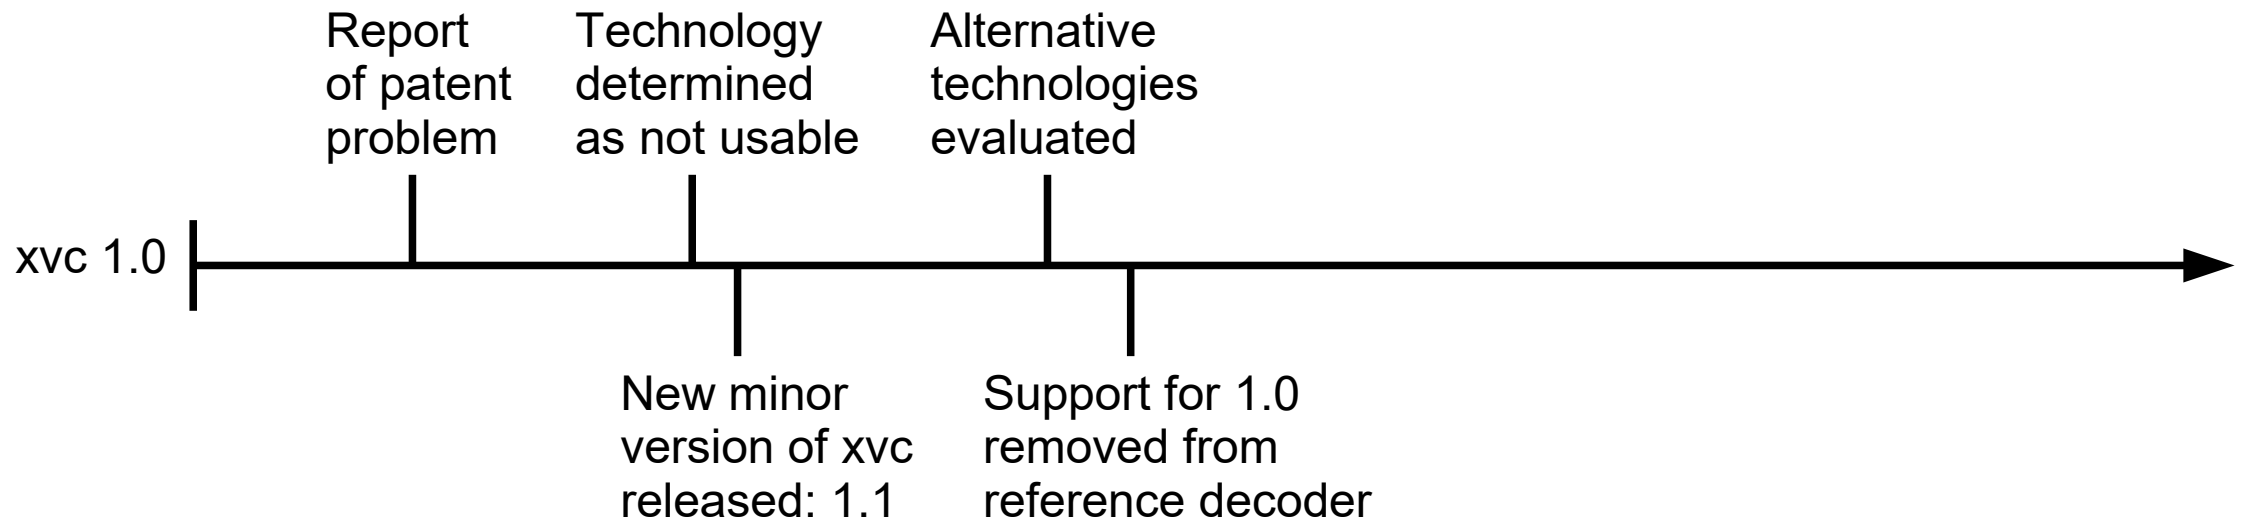 Report
of patent
problem
Technology
determined
as not usable
Alternative
technologies
evaluated
xvc 1.0
New minor
version of xvc
released: 1.1
Support for 1.0
removed from
reference decoder